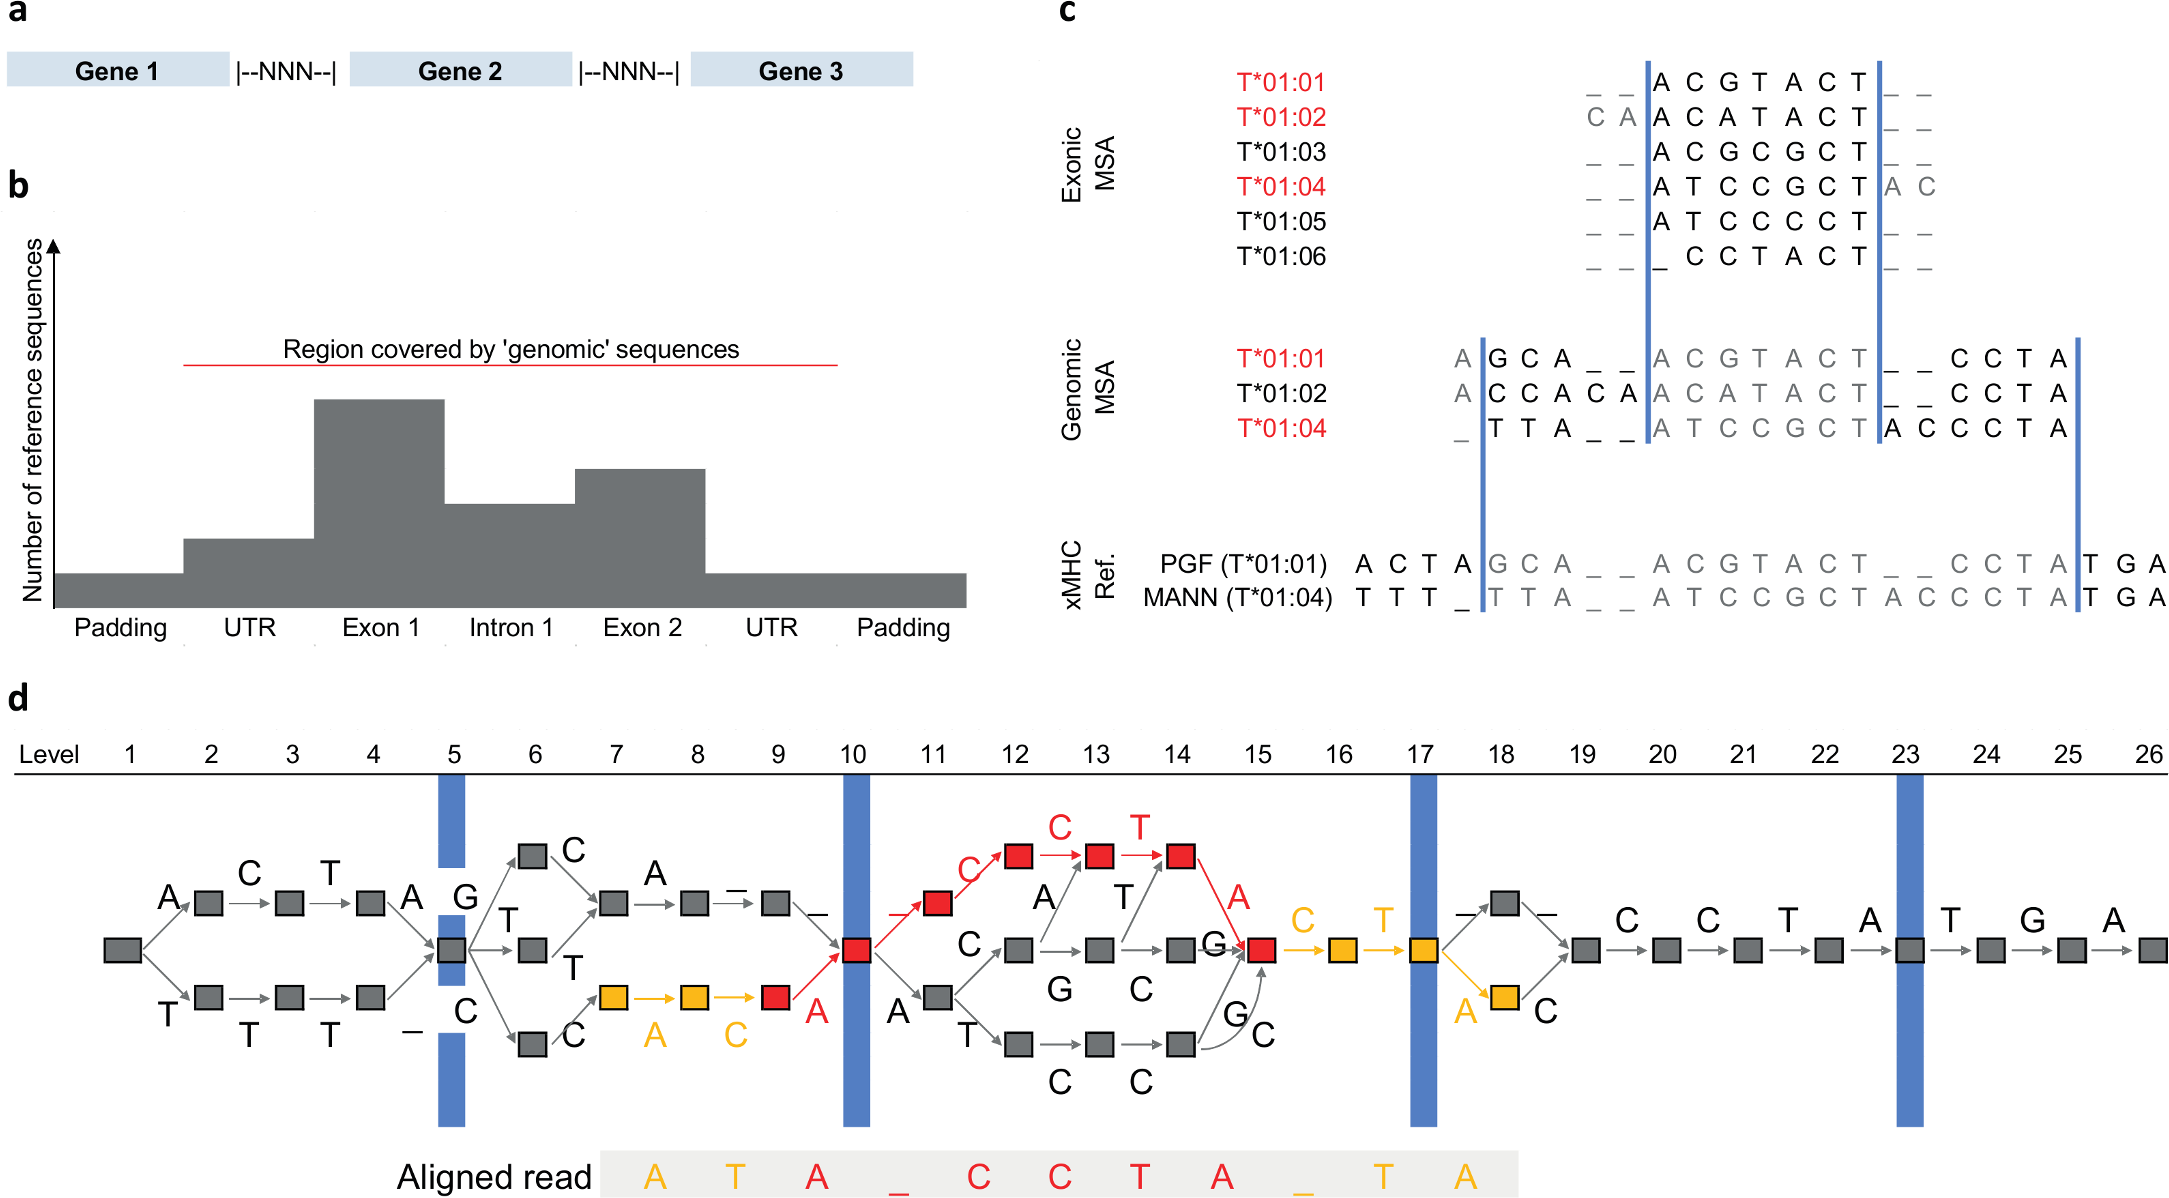 a
Gene 1 |--NNN--| Gene 2 |--NNN--| Gene 3
b
Number of reference sequences
Region covered by 'genomic' sequences
Padding UTR Exon 1 Intron 1 Exon 2 UTR Padding
c
Exonic
MSA
T*01:01 _ _ A C G T A C T _ _
T*01:02 C A A C A T A C T _ _
T*01:03 _ _ A C G C G C T _ _
T*01:04 _ _ A T C C G C T A C
T*01:05 _ _ A T C C C C T _ _
T*01:06 _ _ _ C C T A C T _ _
Genomic
MSA
T*01:01 A G C A _ _ A C G T A C T _ _ C C T A
T*01:02 A C C A C A A C A T A C T _ _ C C T A
T*01:04 _ T T A _ _ A T C C G C T A C C C T A
xMHC
Ref.
PGF (T*01:01) A C T A G C A _ _ A C G T A C T _ _ C C T A T G A
MANN (T*01:04) T T T _ T T A _ _ A T C C G C T A C C C T A T G A
d
Level 1 2 3 4 5 6 7 8 9 10 11 12 13 14 15 16 17 18 19 20 21 22 23 24 25 26
C T
C
A C T A G A _ _ _ C A T A C T _ _ C C T A T G A
T T C G
T T T _ C C A C A A T G C G C A C
C C
Aligned read A T A _ C C T A _ T A